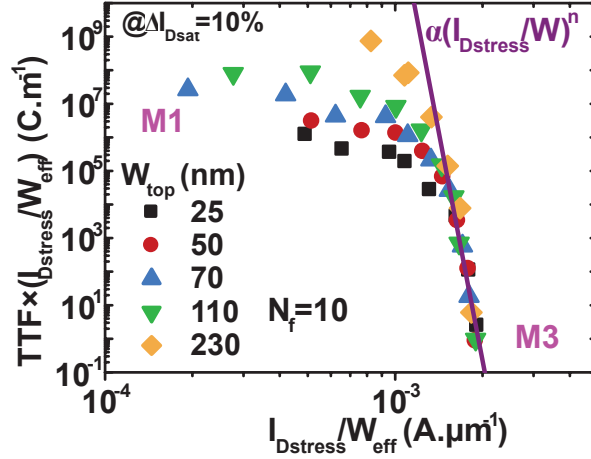 @ΔI_Dsat=10%
α(I_Dstress/W)^n
M1
W_top (nm)
25
50
70
110
230
N_f=10
M3
10^9
10^7
10^5
10^3
10^1
10^-1
10^-4
10^-3
TTF×(I_Dstress/W_eff) (C.m^-1)
I_Dstress/W_eff (A.µm^-1)